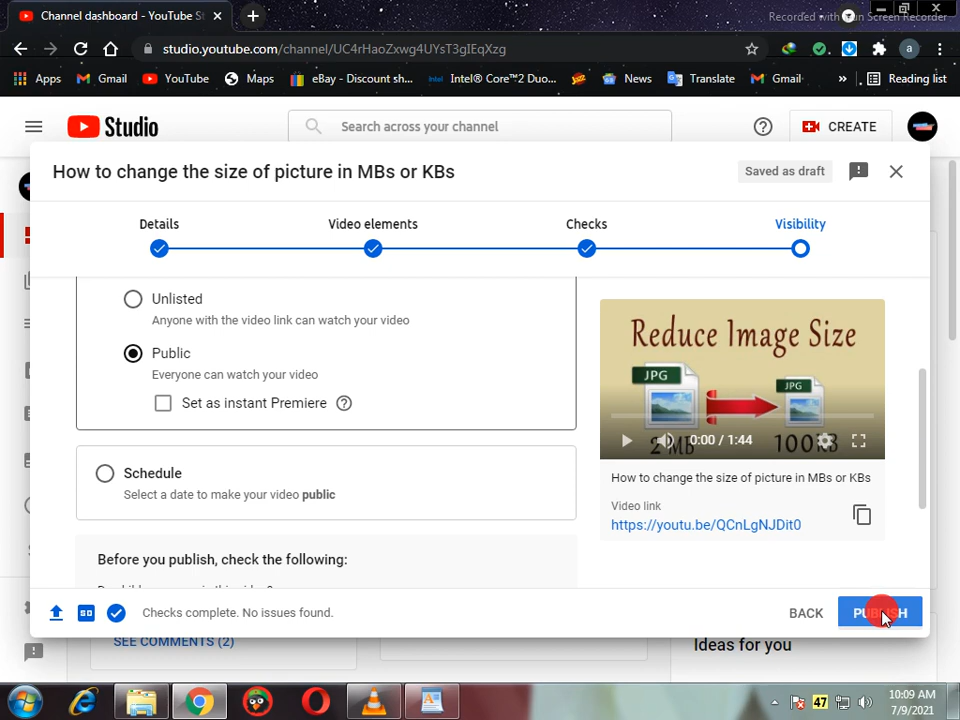 Channel dashboard - YouTube S
Recorded with
Screen Recorder
studio.youtube.com/channel/UC4rHaoZxwg4UYsT3gIEqXzg
a
Apps
Gmail
YouTube
Maps
eBay - Discount sh...
intel
Intel® Core™2 Duo...
News
Translate
Gmail
»
Reading list
Studio
Search across your channel
CREATE
How to change the size of picture in MBs or KBs
Saved as draft
Details
Video elements
Checks
Visibility
Unlisted
Anyone with the video link can watch your video
Public
Everyone can watch your video
Set as instant Premiere
Schedule
Select a date to make your video public
Before you publish, check the following:
Reduce Image Size
JPG
JPG
2 MB
100KB
0:00 / 1:44
How to change the size of picture in MBs or KBs
Video link
https://youtu.be/QCnLgNJDit0
SD
Checks complete. No issues found.
BACK
PUBLISH
SEE COMMENTS (2)
Ideas for you
47
10:09 AM
7/9/2021